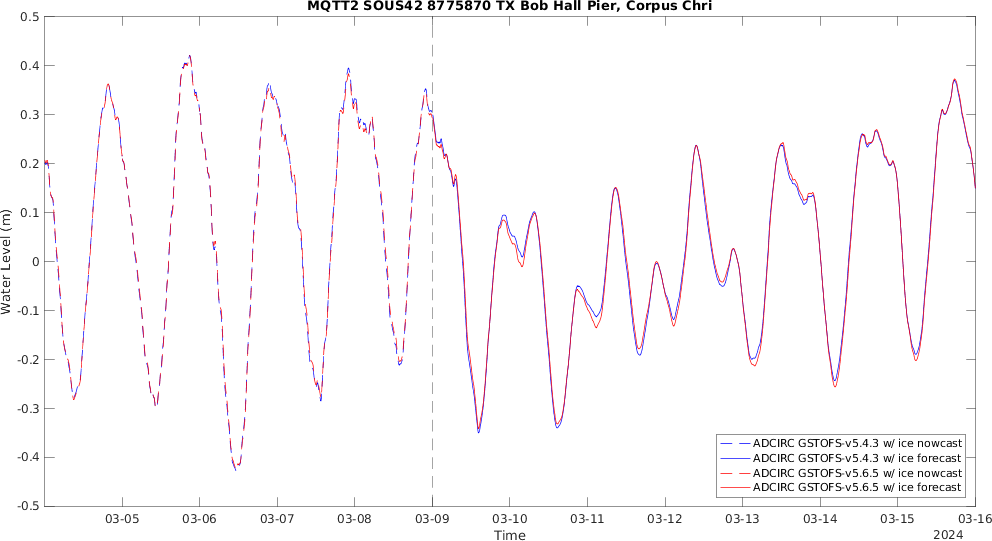 MQTT2 SOUS42 8775870 TX Bob Hall Pier, Corpus Chri
0.5
0.4
0.3
0.2
0.1
0
-0.1
-0.2
-0.3
-0.4
-0.5
Water Level (m)
ADCIRC GSTOFS-v5.4.3 w/ ice nowcast
ADCIRC GSTOFS-v5.4.3 w/ ice forecast
ADCIRC GSTOFS-v5.6.5 w/ ice nowcast
ADCIRC GSTOFS-v5.6.5 w/ ice forecast
03-05 03-06 03-07 03-08 03-09 03-10 03-11 03-12 03-13 03-14 03-15 03-16
Time
2024